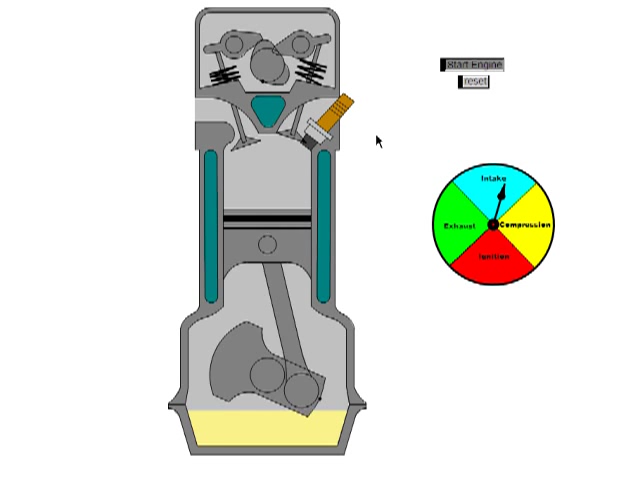 Start Engine
reset
Intake
Exhaust
Compression
Ignition